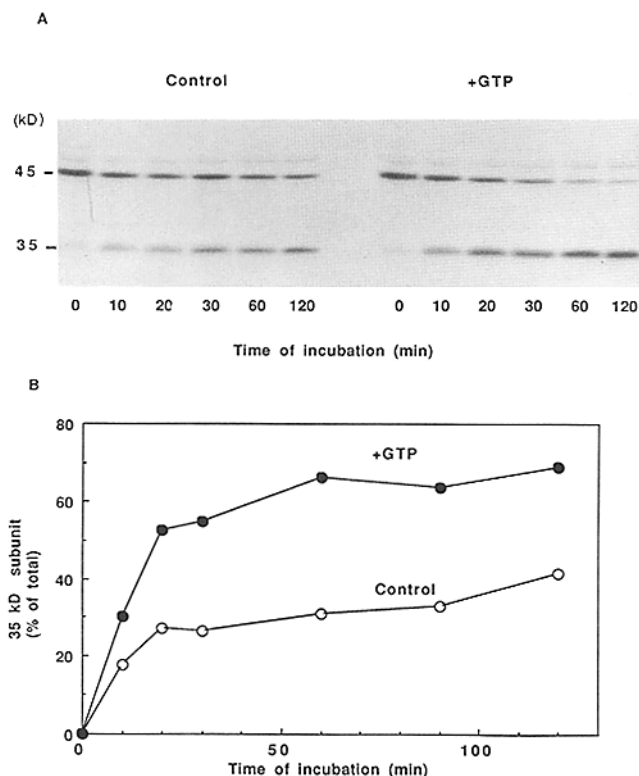 A
Control +GTP
(kD)
45
35
0 10 20 30 60 120 0 10 20 30 60 120
Time of incubation (min)
B
80
60
40
20
0
35 kD subunit
(% of total)
+GTP
Control
0 50 100
Time of incubation (min)